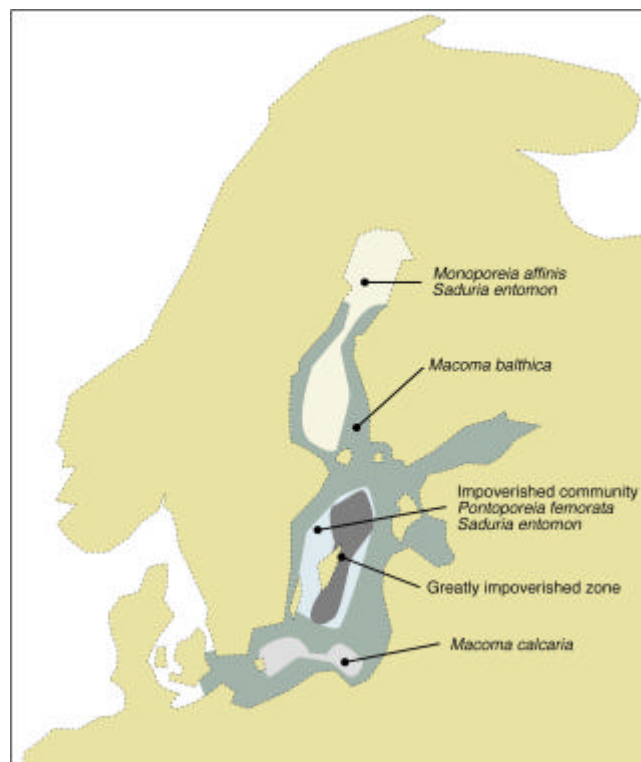 Monoporeia affinis
Saduria entomon
Macoma balthica
Impoverished community
Pontoporeia femorata
Saduria entomon
Greatly impoverished zone
Macoma calcaria